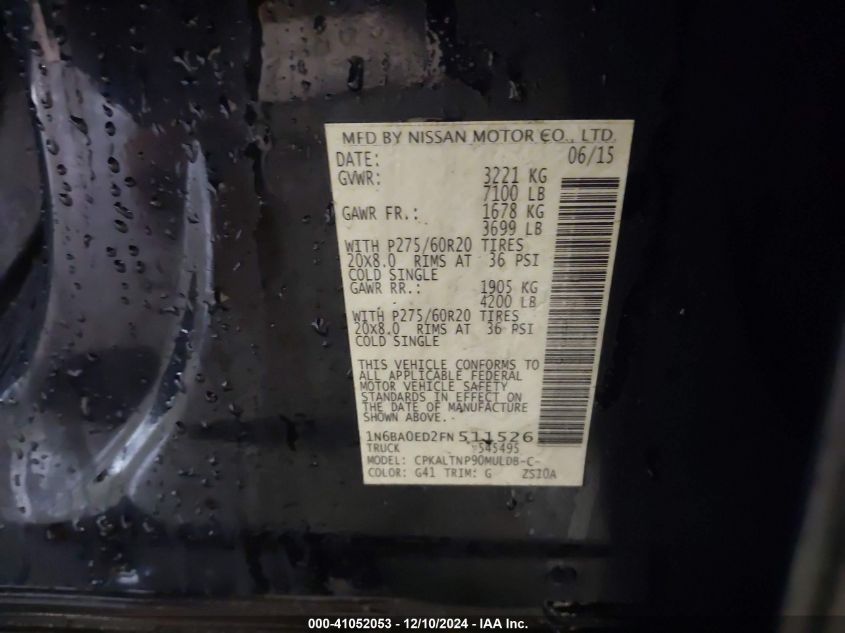 MFD BY NISSAN MOTOR CO., LTD.
DATE: 06/15
GVWR: 3221 KG
7100 LB
GAWR FR.: 1678 KG
3699 LB
WITH P275/60R20 TIRES
20x8.0 RIMS AT 36 PSI
COLD SINGLE
GAWR RR.: 1905 KG
4200 LB
WITH P275/60R20 TIRES
20x8.0 RIMS AT 36 PSI
COLD SINGLE
THIS VEHICLE CONFORMS TO
ALL APPLICABLE FEDERAL
MOTOR VEHICLE SAFETY
STANDARDS IN EFFECT ON
THE DATE OF MANUFACTURE
SHOWN ABOVE.
1N6BA0ED2FN511526
TRUCK 545495
MODEL: CPKALTNP90MULDB-C-
COLOR: G41 TRIM: G ZS10A
000-41052053 — 12/10/2024 — IAA Inc.